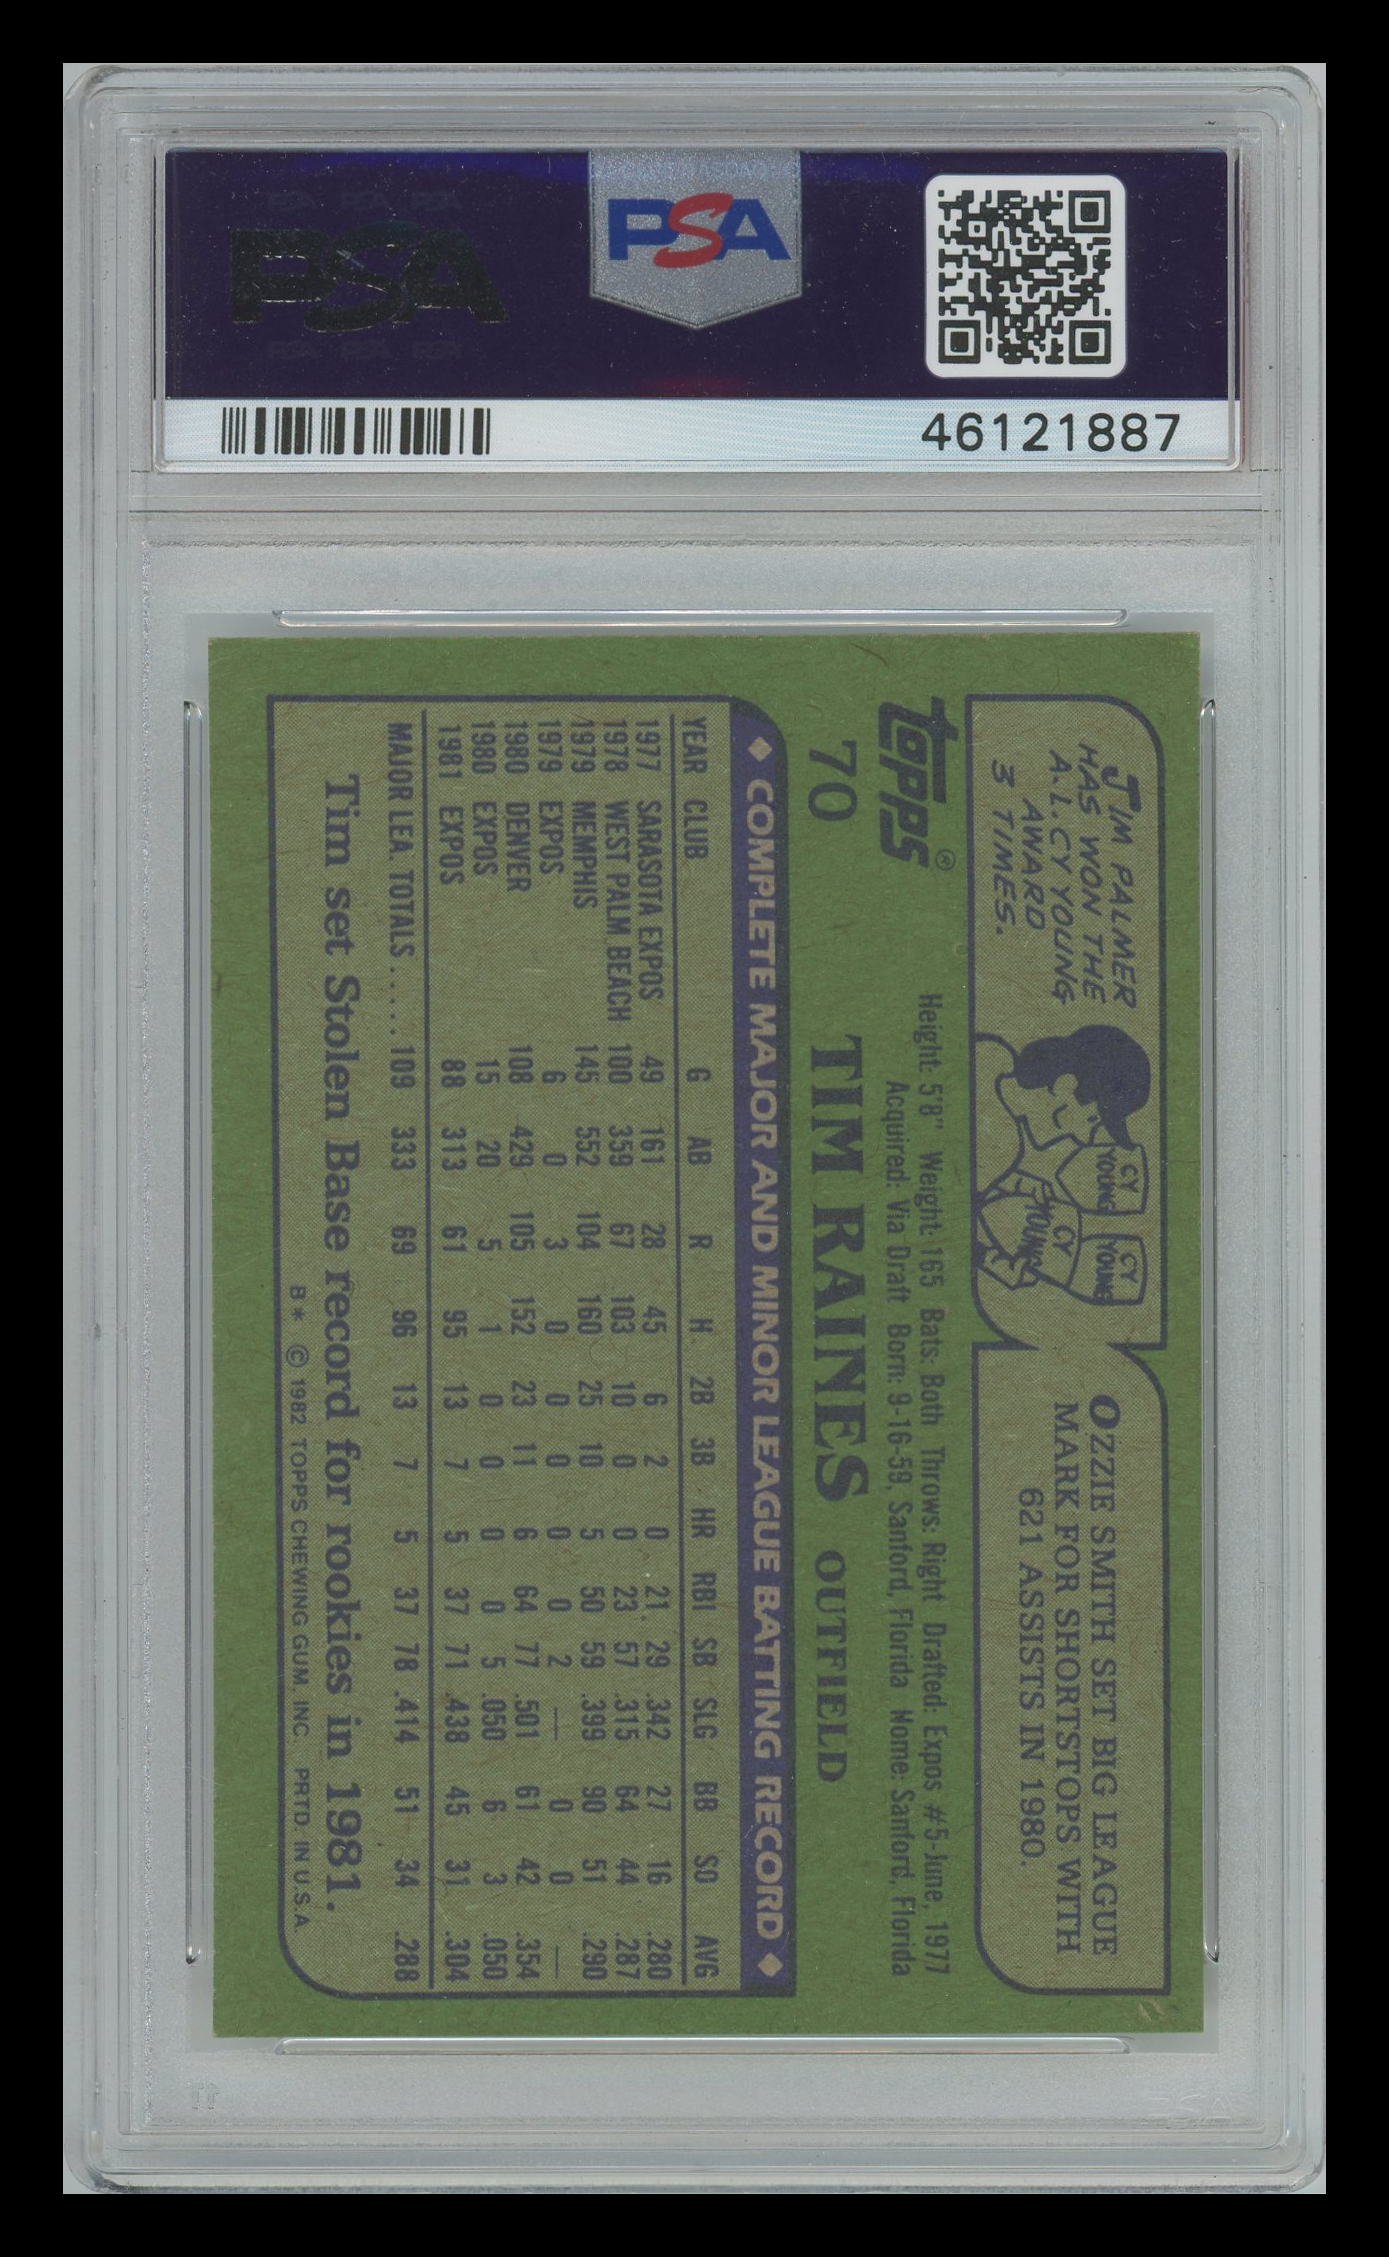 PSA
PSA
46121887
JIM PALMER
HAS WON THE
A.L. CY YOUNG
AWARD
3 TIMES.
CY
YOUNG
CY
YOUNG
CY
YOUNG
OZZIE SMITH SET BIG LEAGUE
MARK FOR SHORTSTOPS WITH
621 ASSISTS IN 1980.
topps®
70
Height: 5'8" Weight: 165 Bats: Both Throws: Right Drafted: Expos #5-June, 1977
Acquired: Via Draft Born: 9-16-59, Sanford, Florida Home: Sanford, Florida
TIM RAINES OUTFIELD
◆ COMPLETE MAJOR AND MINOR LEAGUE BATTING RECORD ◆
YEAR CLUB G AB R H. 2B 3B HR RBI SB SLG BB SO AVG
1977 SARASOTA EXPOS 49 161 28 45 6 2 0 21 29 .342 27 16 .280
1978 WEST PALM BEACH 100 359 67 103 10 0 0 23 57 .315 64 44 .287
1979 MEMPHIS 145 552 104 160 25 10 5 50 59 .399 90 51 .290
1979 EXPOS 6 0 3 0 0 0 0 0 2 — 0 0 —
1980 DENVER 108 429 105 152 23 11 6 64 77 .501 61 42 .354
1980 EXPOS 15 20 5 1 0 0 0 0 5 .050 6 3 .050
1981 EXPOS 88 313 61 95 13 7 5 37 71 .438 45 31 .304
MAJOR LEA. TOTALS . . . . . 109 333 69 96 13 7 5 37 78 .414 51 34 .288
Tim set Stolen Base record for rookies in 1981.
B* © 1982 TOPPS CHEWING GUM, INC. PRTD. IN U.S.A.